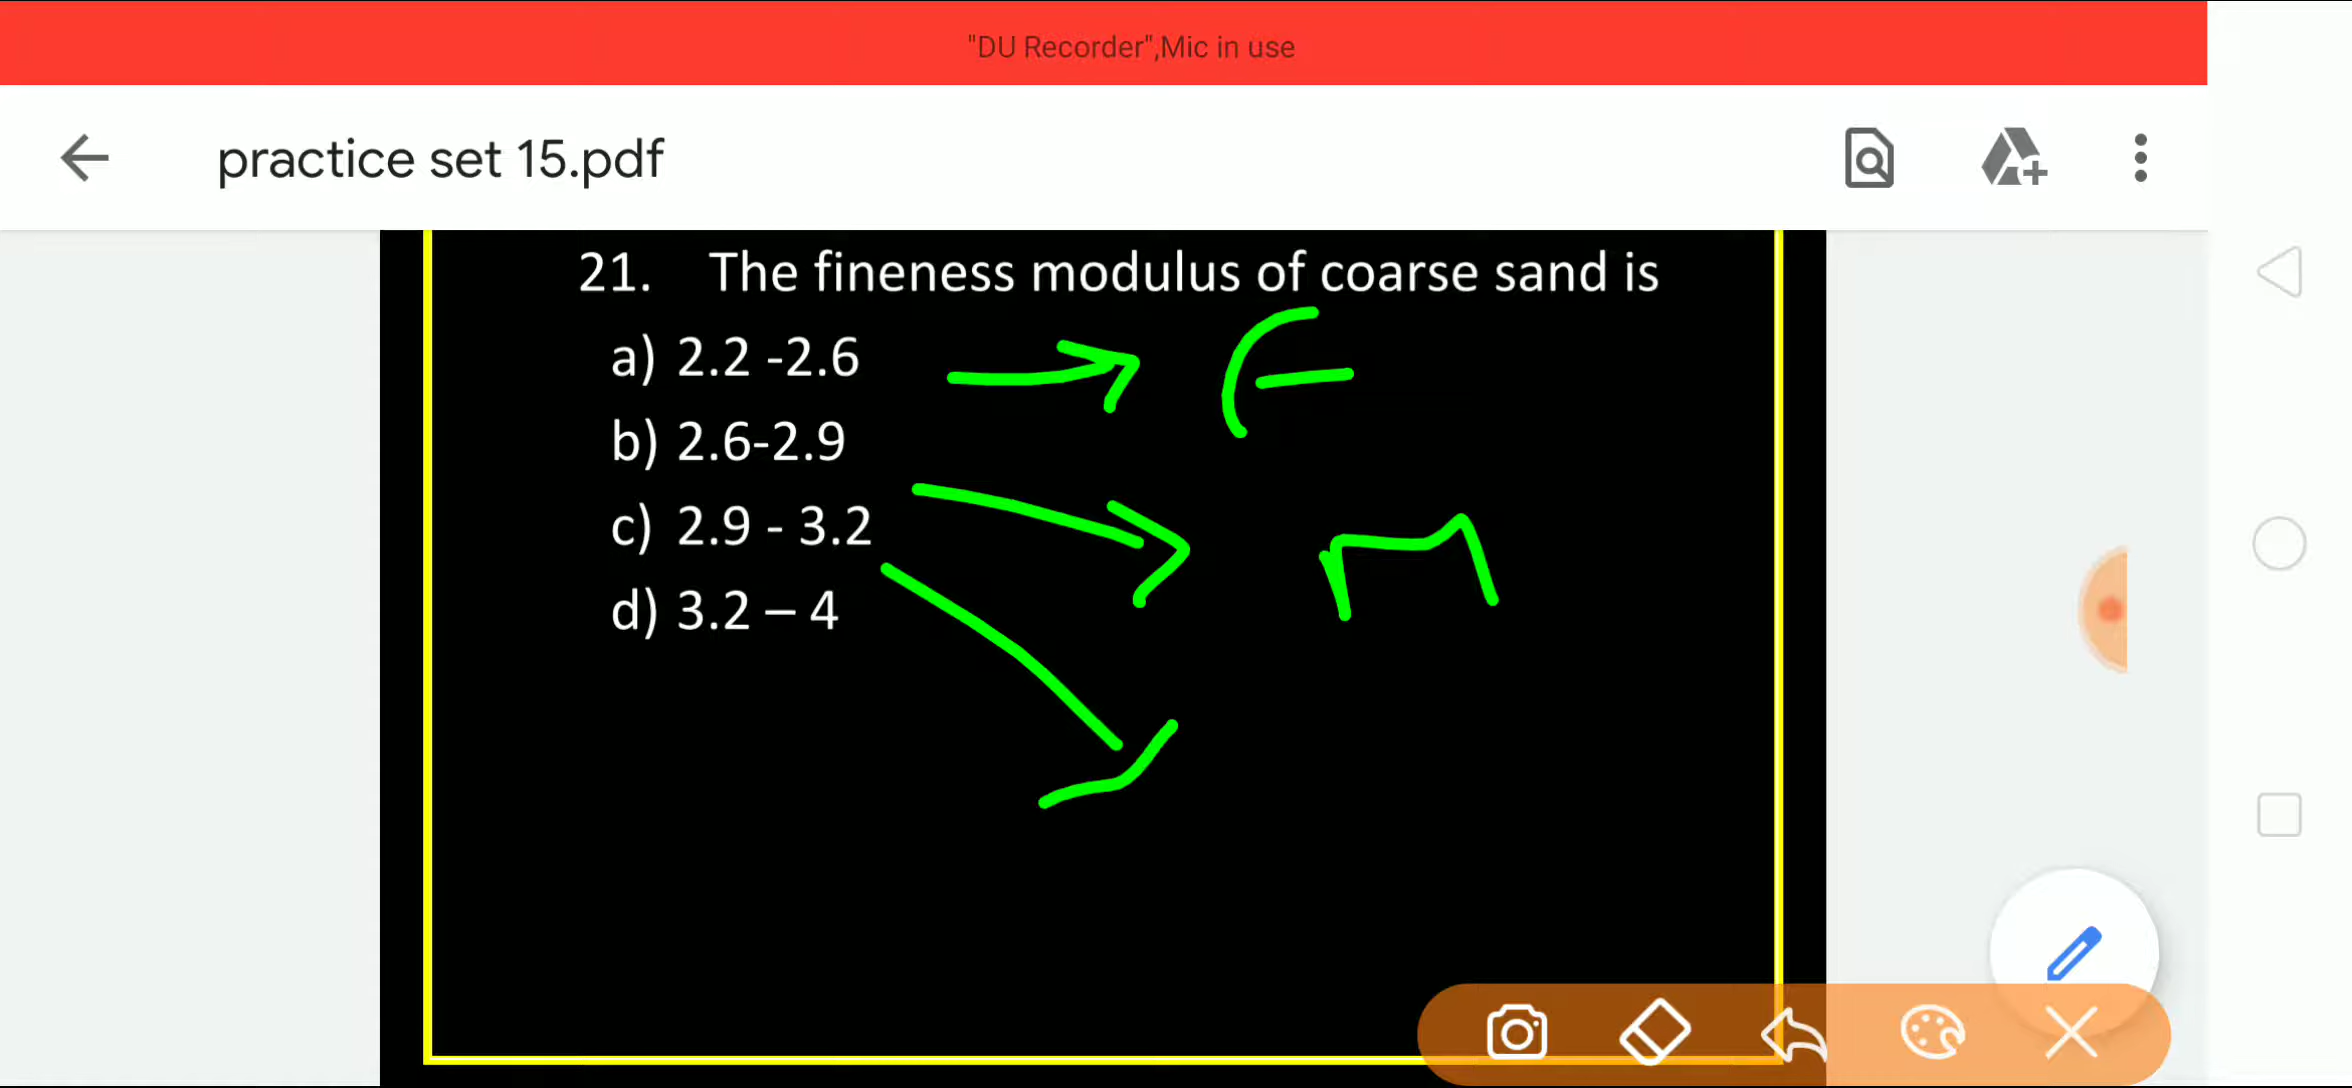 "DU Recorder",Mic in use
practice set 15.pdf
21. The fineness modulus of coarse sand is
a) 2.2 -2.6
F
b) 2.6-2.9
c) 2.9 - 3.2
M
d) 3.2 – 4